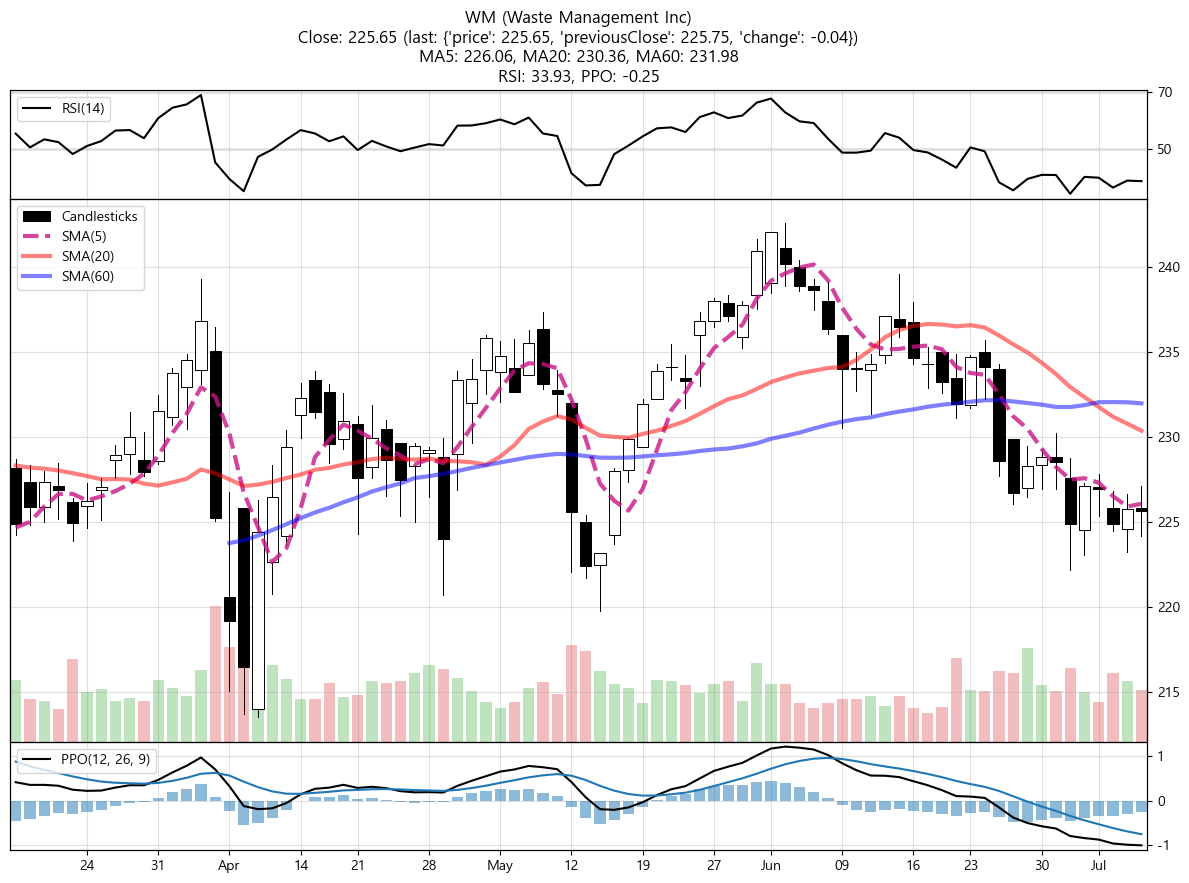 WM (Waste Management Inc)
Close: 225.65 (last: {'price': 225.65, 'previousClose': 225.75, 'change': -0.04})
MA5: 226.06, MA20: 230.36, MA60: 231.98
RSI: 33.93, PPO: -0.25
RSI(14)
70
50
Candlesticks
SMA(5)
SMA(20)
SMA(60)
240
235
230
225
220
215
PPO(12, 26, 9)
1
0
-1
24 31 Apr 14 21 28 May 12 19 27 Jun 09 16 23 30 Jul